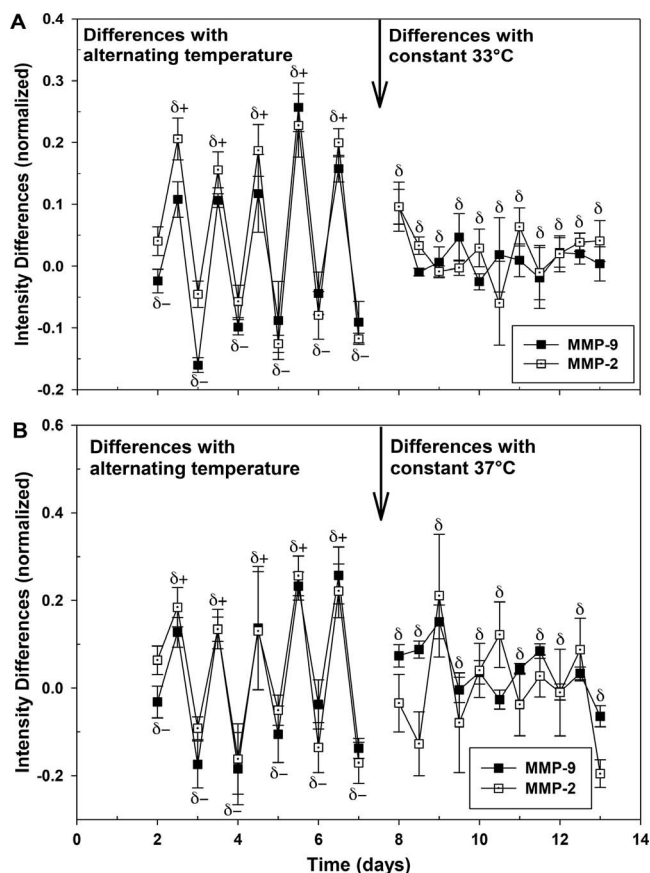 A
Differences with
alternating temperature
Differences with
constant 33°C
Intensity Differences (normalized)
0.4
0.3
0.2
0.1
0.0
-0.1
-0.2
δ+ δ+ δ+ δ+ δ+
δ− δ− δ− δ− δ− δ−
δ δ δ δ δ δ δ δ δ δ δ
MMP-9
MMP-2
B
Differences with
alternating temperature
Differences with
constant 37°C
Intensity Differences (normalized)
0.6
0.4
0.2
0.0
-0.2
δ+ δ+ δ+ δ+ δ+
δ− δ− δ− δ− δ− δ−
δ δ δ δ δ δ δ δ δ δ δ
MMP-9
MMP-2
0 2 4 6 8 10 12 14
Time (days)